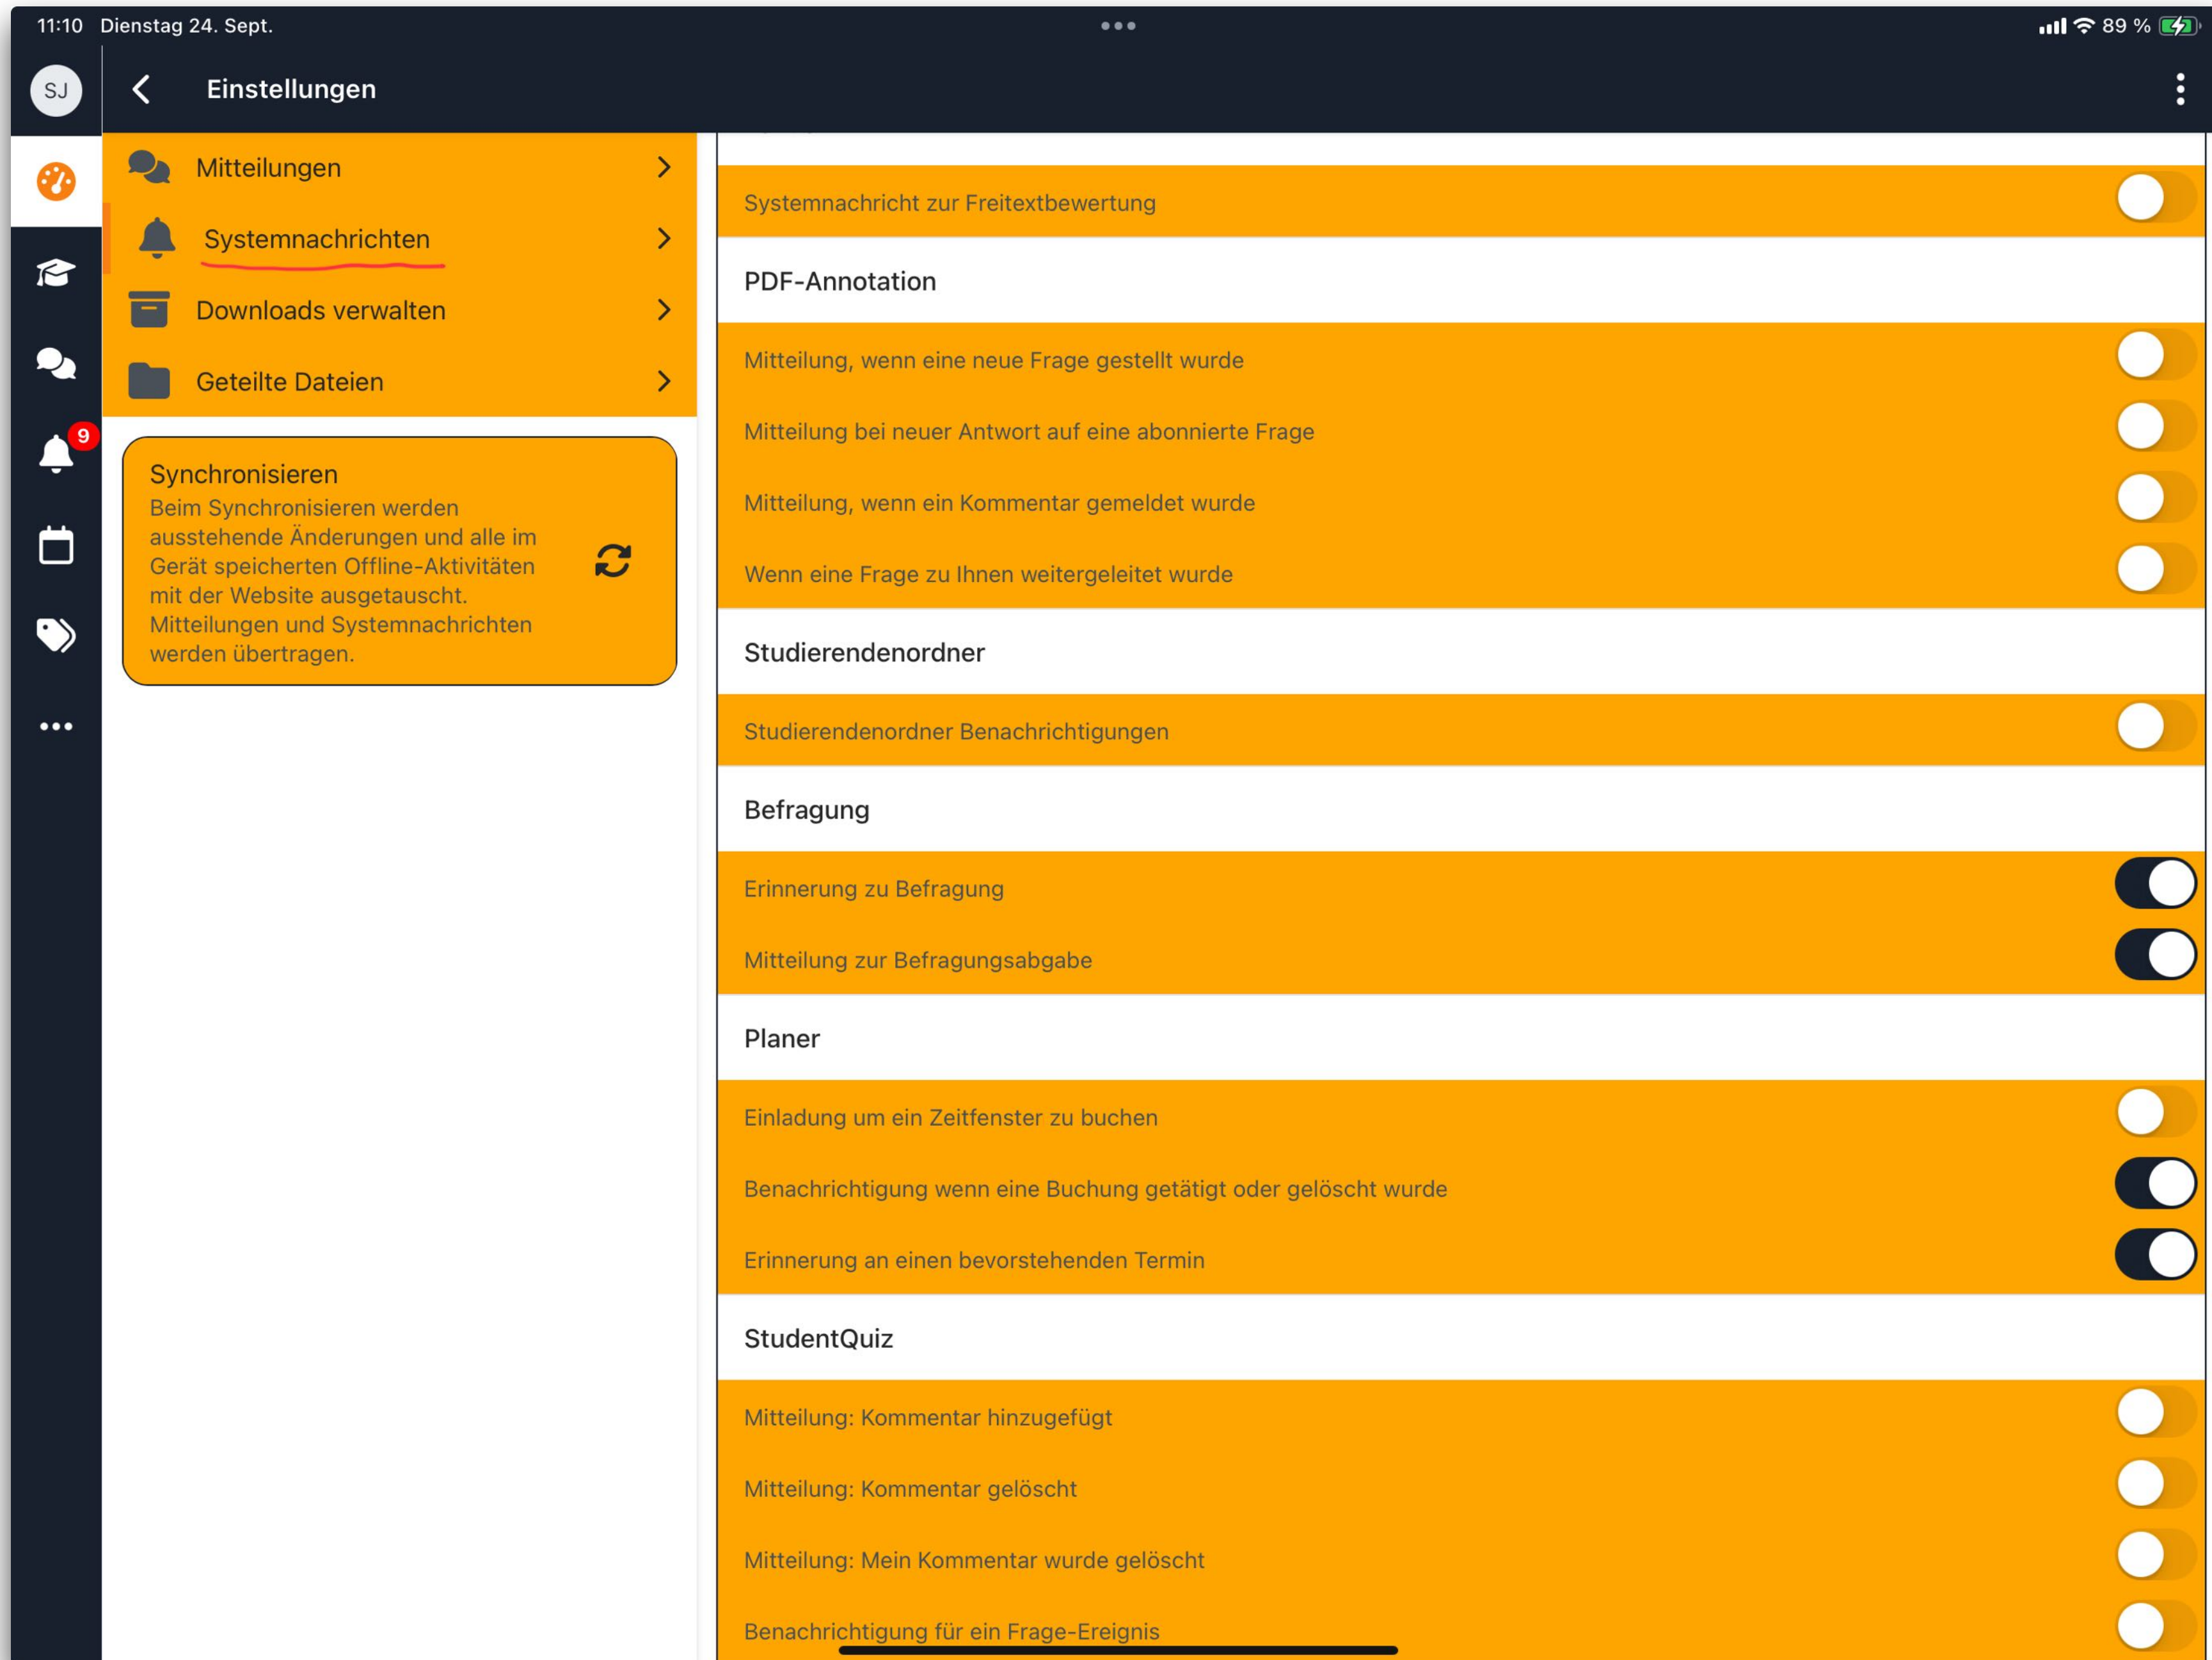 11:10 Dienstag 24. Sept.
89 %
SJ
Einstellungen
9
Mitteilungen
Systemnachrichten
Downloads verwalten
Geteilte Dateien
Synchronisieren
Beim Synchronisieren werden
ausstehende Änderungen und alle im
Gerät speicherten Offline-Aktivitäten
mit der Website ausgetauscht.
Mitteilungen und Systemnachrichten
werden übertragen.
Systemnachricht zur Freitextbewertung
PDF-Annotation
Mitteilung, wenn eine neue Frage gestellt wurde
Mitteilung bei neuer Antwort auf eine abonnierte Frage
Mitteilung, wenn ein Kommentar gemeldet wurde
Wenn eine Frage zu Ihnen weitergeleitet wurde
Studierendenordner
Studierendenordner Benachrichtigungen
Befragung
Erinnerung zu Befragung
Mitteilung zur Befragungsabgabe
Planer
Einladung um ein Zeitfenster zu buchen
Benachrichtigung wenn eine Buchung getätigt oder gelöscht wurde
Erinnerung an einen bevorstehenden Termin
StudentQuiz
Mitteilung: Kommentar hinzugefügt
Mitteilung: Kommentar gelöscht
Mitteilung: Mein Kommentar wurde gelöscht
Benachrichtigung für ein Frage-Ereignis